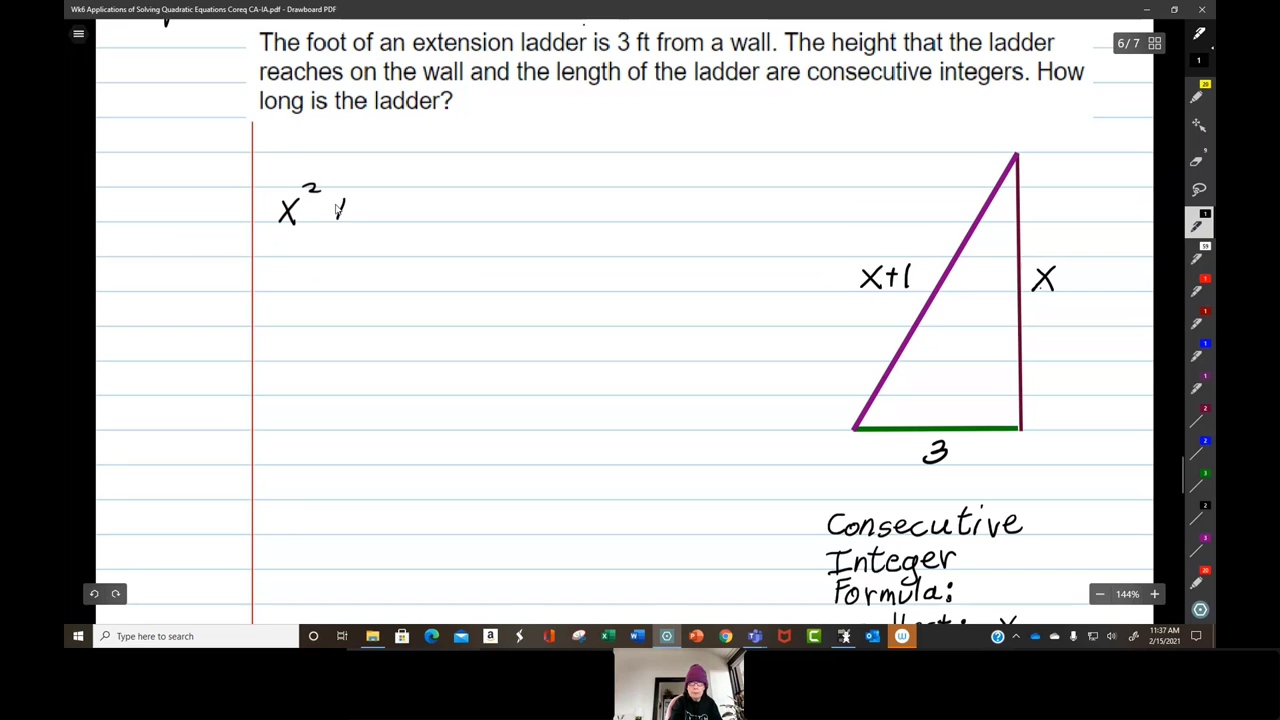 Wk6 Applications of Solving Quadratic Equations Coreq CA-IA.pdf - Drawboard PDF
The foot of an extension ladder is 3 ft from a wall. The height that the ladder
reaches on the wall and the length of the ladder are consecutive integers. How
long is the ladder?
6/7
1
20
x²
x+1
x
3
Consecutive
Integer
Formula:
144%
Type here to search
11:37 AM
2/15/2021